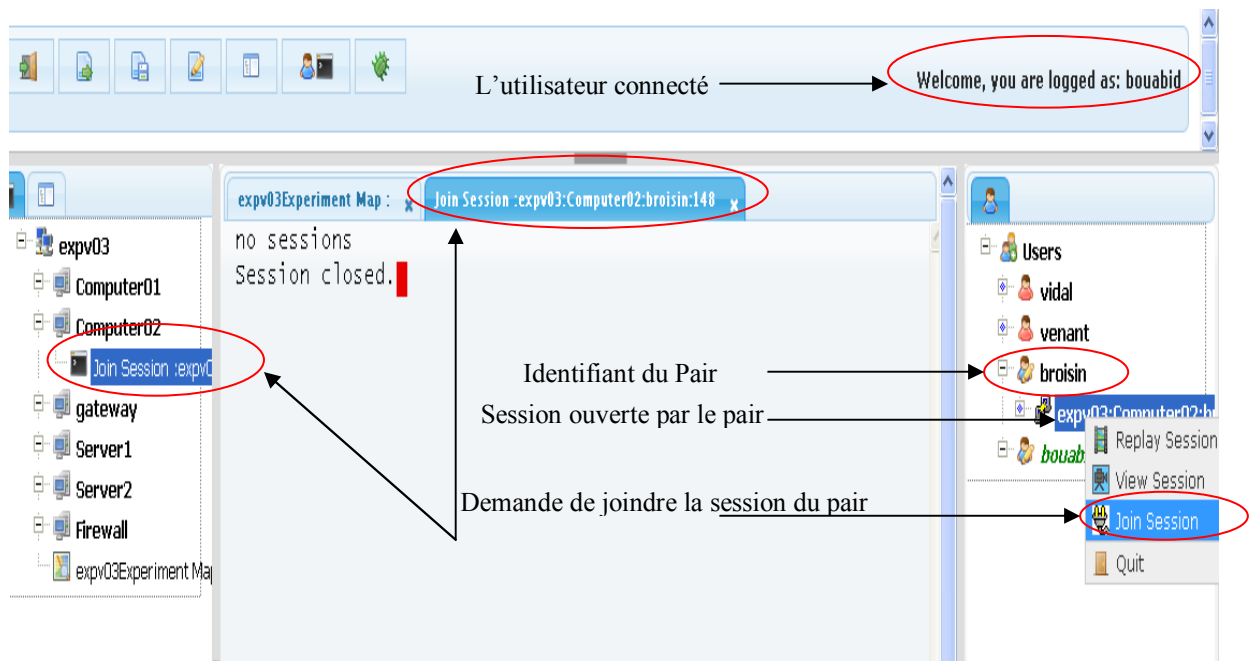 L'utilisateur connecté
Welcome, you are logged as: bouabid
expv03
Computer01
Computer02
Join Session :expv0
gateway
Server1
Server2
Firewall
expv03Experiment Map
expv03Experiment Map : x
Join Session :expv03:Computer02:broisin:148 x
no sessions
Session closed.
Identifiant du Pair
Session ouverte par le pair
Demande de joindre la session du pair
Users
vidal
venant
broisin
expv03:Computer02:br
bouab
Replay Session
View Session
Join Session
Quit